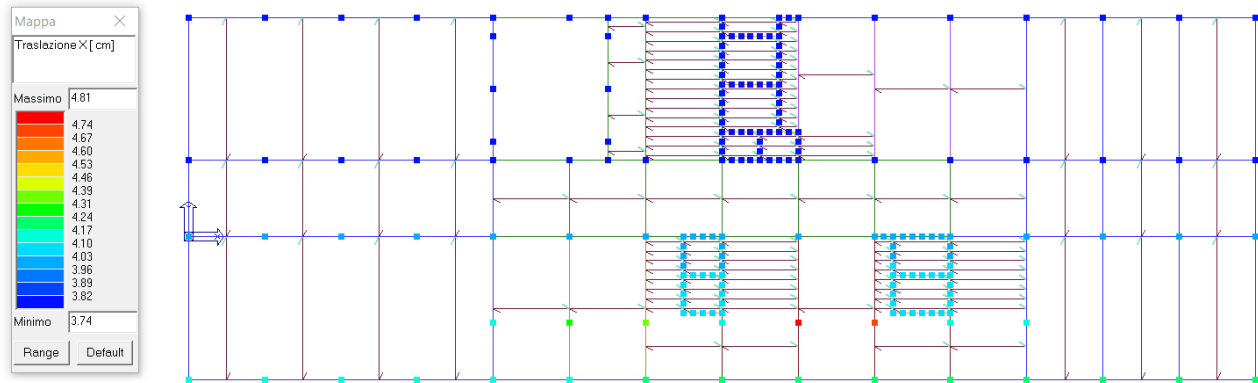 Mappa
Traslazione X [ cm]
Massimo 4.81
4.74
4.67
4.60
4.53
4.46
4.39
4.31
4.24
4.17
4.10
4.03
3.96
3.89
3.82
Minimo 3.74
Range Default